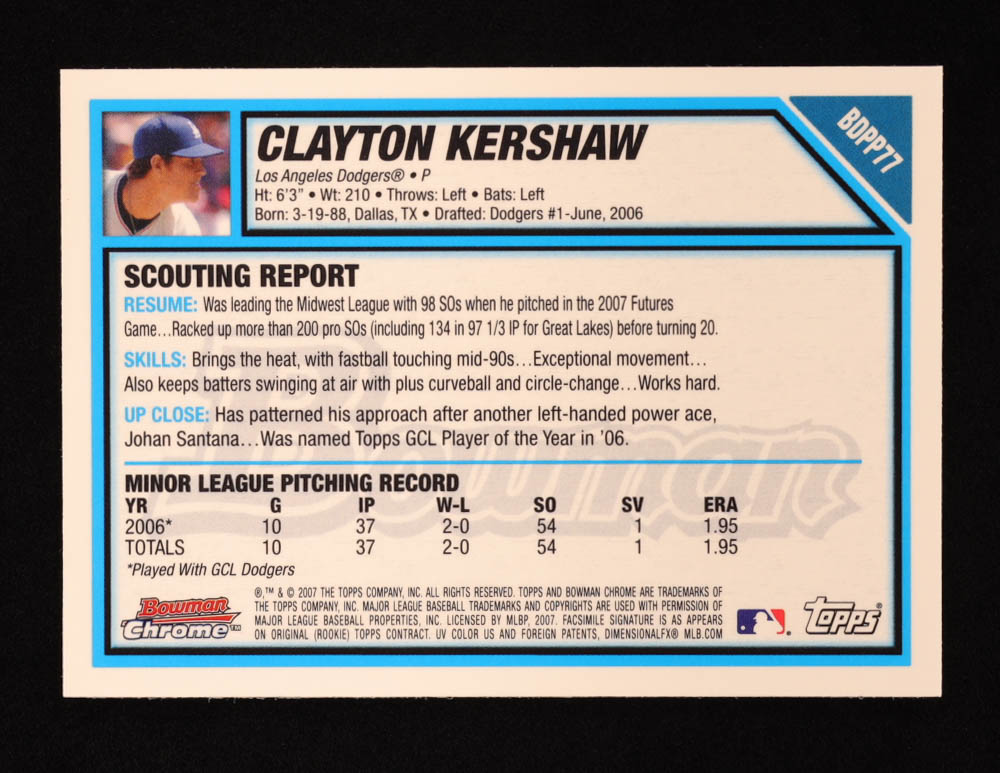 BDPP77
CLAYTON KERSHAW
Los Angeles Dodgers® • P
Ht: 6'3" • Wt: 210 • Throws: Left • Bats: Left
Born: 3-19-88, Dallas, TX • Drafted: Dodgers #1-June, 2006
SCOUTING REPORT
RESUME: Was leading the Midwest League with 98 SOs when he pitched in the 2007 Futures
Game...Racked up more than 200 pro SOs (including 134 in 97 1/3 IP for Great Lakes) before turning 20.
SKILLS: Brings the heat, with fastball touching mid-90s...Exceptional movement...
Also keeps batters swinging at air with plus curveball and circle-change...Works hard.
UP CLOSE: Has patterned his approach after another left-handed power ace,
Johan Santana...Was named Topps GCL Player of the Year in '06.
Bowman
MINOR LEAGUE PITCHING RECORD
YR G IP W-L SO SV ERA
2006* 10 37 2-0 54 1 1.95
TOTALS 10 37 2-0 54 1 1.95
*Played With GCL Dodgers
Bowman
Chrome™
®,™ & © 2007 THE TOPPS COMPANY, INC. ALL RIGHTS RESERVED. TOPPS AND BOWMAN CHROME ARE TRADEMARKS OF
THE TOPPS COMPANY, INC. MAJOR LEAGUE BASEBALL TRADEMARKS AND COPYRIGHTS ARE USED WITH PERMISSION OF
MAJOR LEAGUE BASEBALL PROPERTIES, INC. LICENSED BY MLBP, 2007. FACSIMILE SIGNATURE IS AS APPEARS
ON ORIGINAL (ROOKIE) TOPPS CONTRACT. UV COLOR US AND FOREIGN PATENTS, DIMENSIONALFX® MLB.COM
Topps®